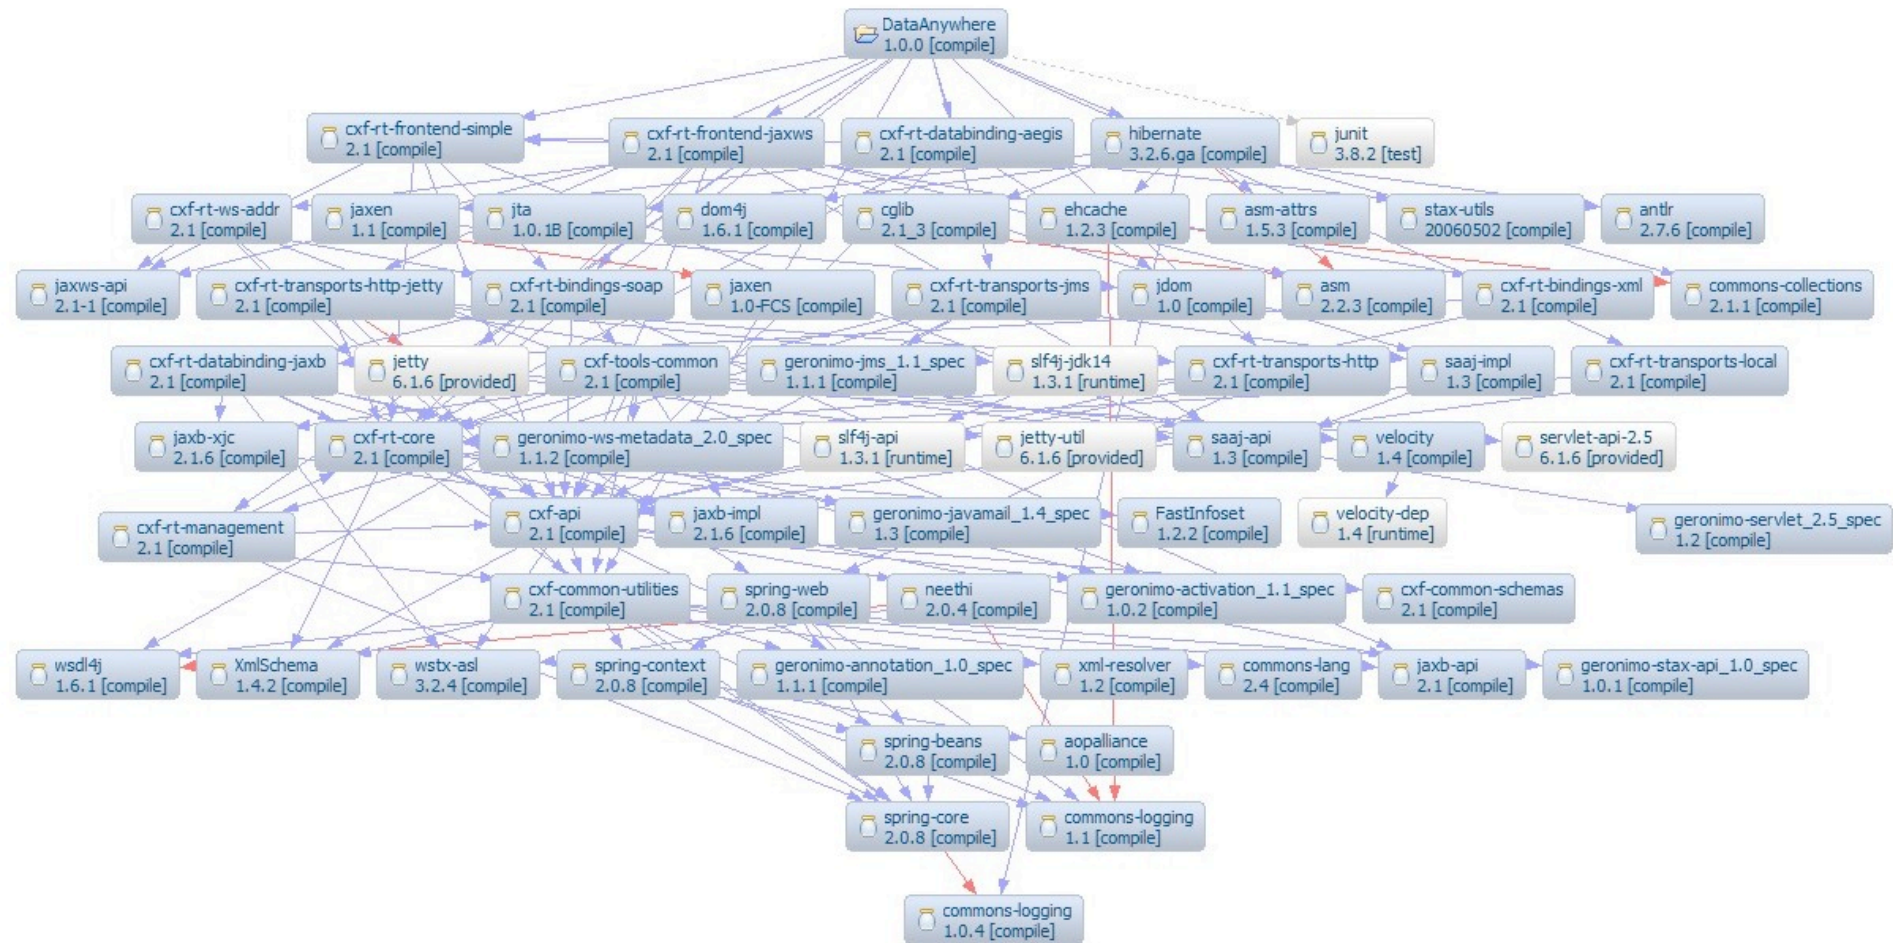 DataAnywhere
1.0.0 [compile]
cxf-rt-frontend-simple
2.1 [compile]
cxf-rt-frontend-jaxws
2.1 [compile]
cxf-rt-databinding-aegis
2.1 [compile]
hibernate
3.2.6.ga [compile]
junit
3.8.2 [test]
cxf-rt-ws-addr
2.1 [compile]
jaxen
1.1 [compile]
jta
1.0.1B [compile]
dom4j
1.6.1 [compile]
cglib
2.1_3 [compile]
ehcache
1.2.3 [compile]
asm-attrs
1.5.3 [compile]
stax-utils
20060502 [compile]
antlr
2.7.6 [compile]
jaxws-api
2.1-1 [compile]
cxf-rt-transports-http-jetty
2.1 [compile]
cxf-rt-bindings-soap
2.1 [compile]
jaxen
1.0-FCS [compile]
cxf-rt-transports-jms
2.1 [compile]
jdom
1.0 [compile]
asm
2.2.3 [compile]
cxf-rt-bindings-xml
2.1 [compile]
commons-collections
2.1.1 [compile]
cxf-rt-databinding-jaxb
2.1 [compile]
jetty
6.1.6 [provided]
cxf-tools-common
2.1 [compile]
geronimo-jms_1.1_spec
1.1.1 [compile]
slf4j-jdk14
1.3.1 [runtime]
cxf-rt-transports-http
2.1 [compile]
saaj-impl
1.3 [compile]
cxf-rt-transports-local
2.1 [compile]
jaxb-xjc
2.1.6 [compile]
cxf-rt-core
2.1 [compile]
geronimo-ws-metadata_2.0_spec
1.1.2 [compile]
slf4j-api
1.3.1 [runtime]
jetty-util
6.1.6 [provided]
saaj-api
1.3 [compile]
velocity
1.4 [compile]
servlet-api-2.5
6.1.6 [provided]
cxf-rt-management
2.1 [compile]
cxf-api
2.1 [compile]
jaxb-impl
2.1.6 [compile]
geronimo-javamail_1.4_spec
1.3 [compile]
FastInfoset
1.2.2 [compile]
velocity-dep
1.4 [runtime]
geronimo-servlet_2.5_spec
1.2 [compile]
cxf-common-utilities
2.1 [compile]
spring-web
2.0.8 [compile]
neethi
2.0.4 [compile]
geronimo-activation_1.1_spec
1.0.2 [compile]
cxf-common-schemas
2.1 [compile]
wsdl4j
1.6.1 [compile]
XmlSchema
1.4.2 [compile]
wstx-asl
3.2.4 [compile]
spring-context
2.0.8 [compile]
geronimo-annotation_1.0_spec
1.1.1 [compile]
xml-resolver
1.2 [compile]
commons-lang
2.4 [compile]
jaxb-api
2.1 [compile]
geronimo-stax-api_1.0_spec
1.0.1 [compile]
spring-beans
2.0.8 [compile]
aopalliance
1.0 [compile]
spring-core
2.0.8 [compile]
commons-logging
1.1 [compile]
commons-logging
1.0.4 [compile]